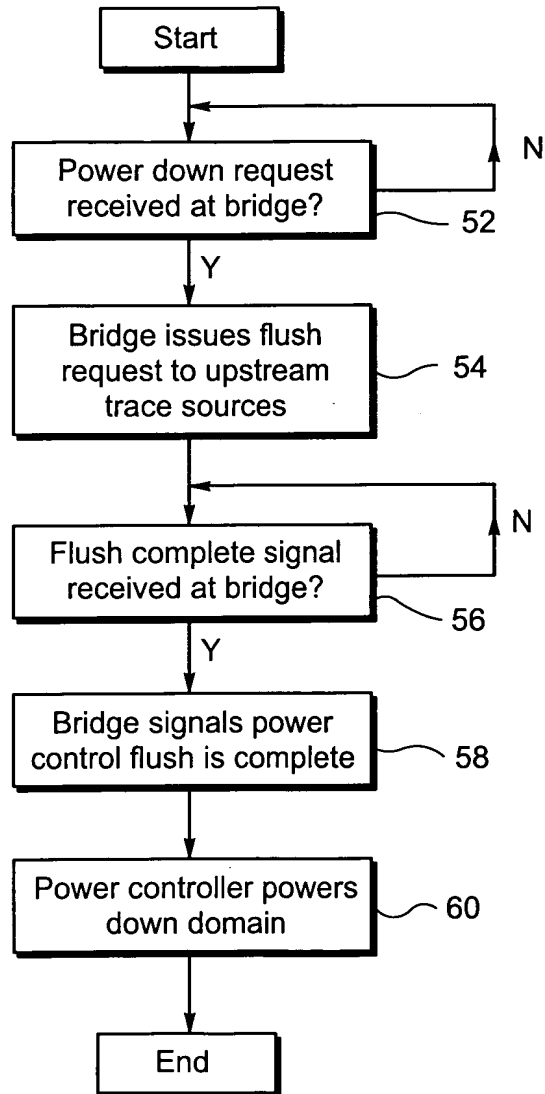 Start
N
Power down request
received at bridge?
52
Y
Bridge issues flush
request to upstream
trace sources
54
N
Flush complete signal
received at bridge?
56
Y
Bridge signals power
control flush is complete
58
Power controller powers
down domain
60
End